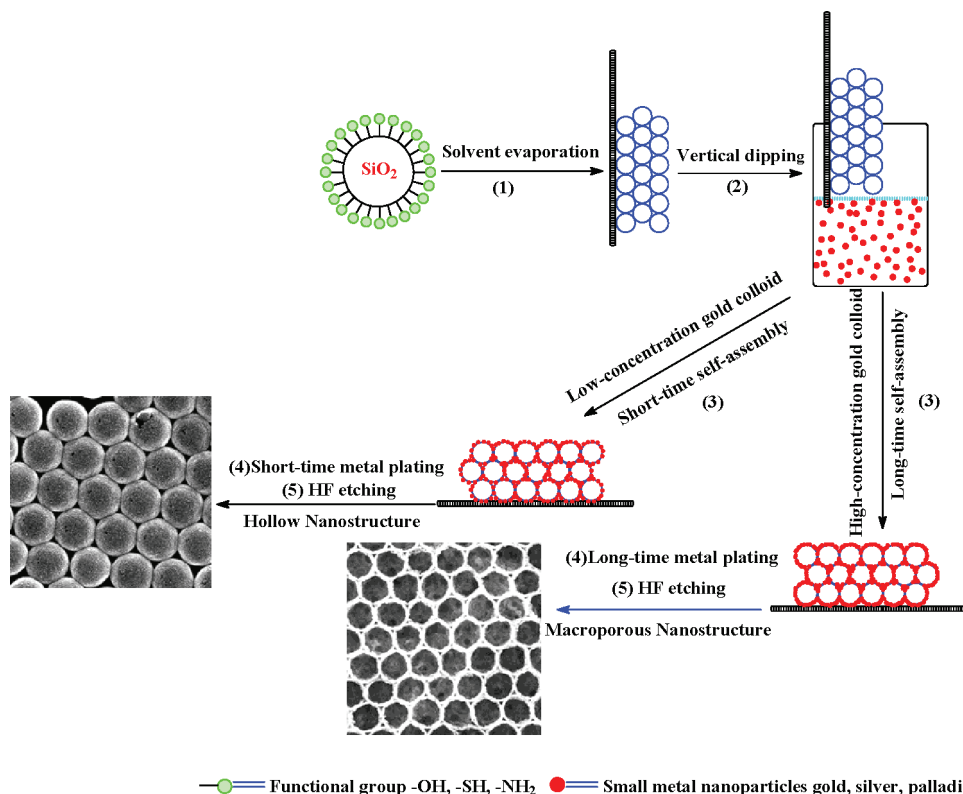 SiO2
Solvent evaporation
(1)
Vertical dipping
(2)
Low-concentration gold colloid
Short-time self-assembly
(3)
High-concentration gold colloid
Long-time self-assembly
(3)
(4)Short-time metal plating
(5) HF etching
Hollow Nanostructure
(4)Long-time metal plating
(5) HF etching
Macroporous Nanostructure
Functional group -OH, -SH, -NH2
Small metal nanoparticles gold, silver, palladi